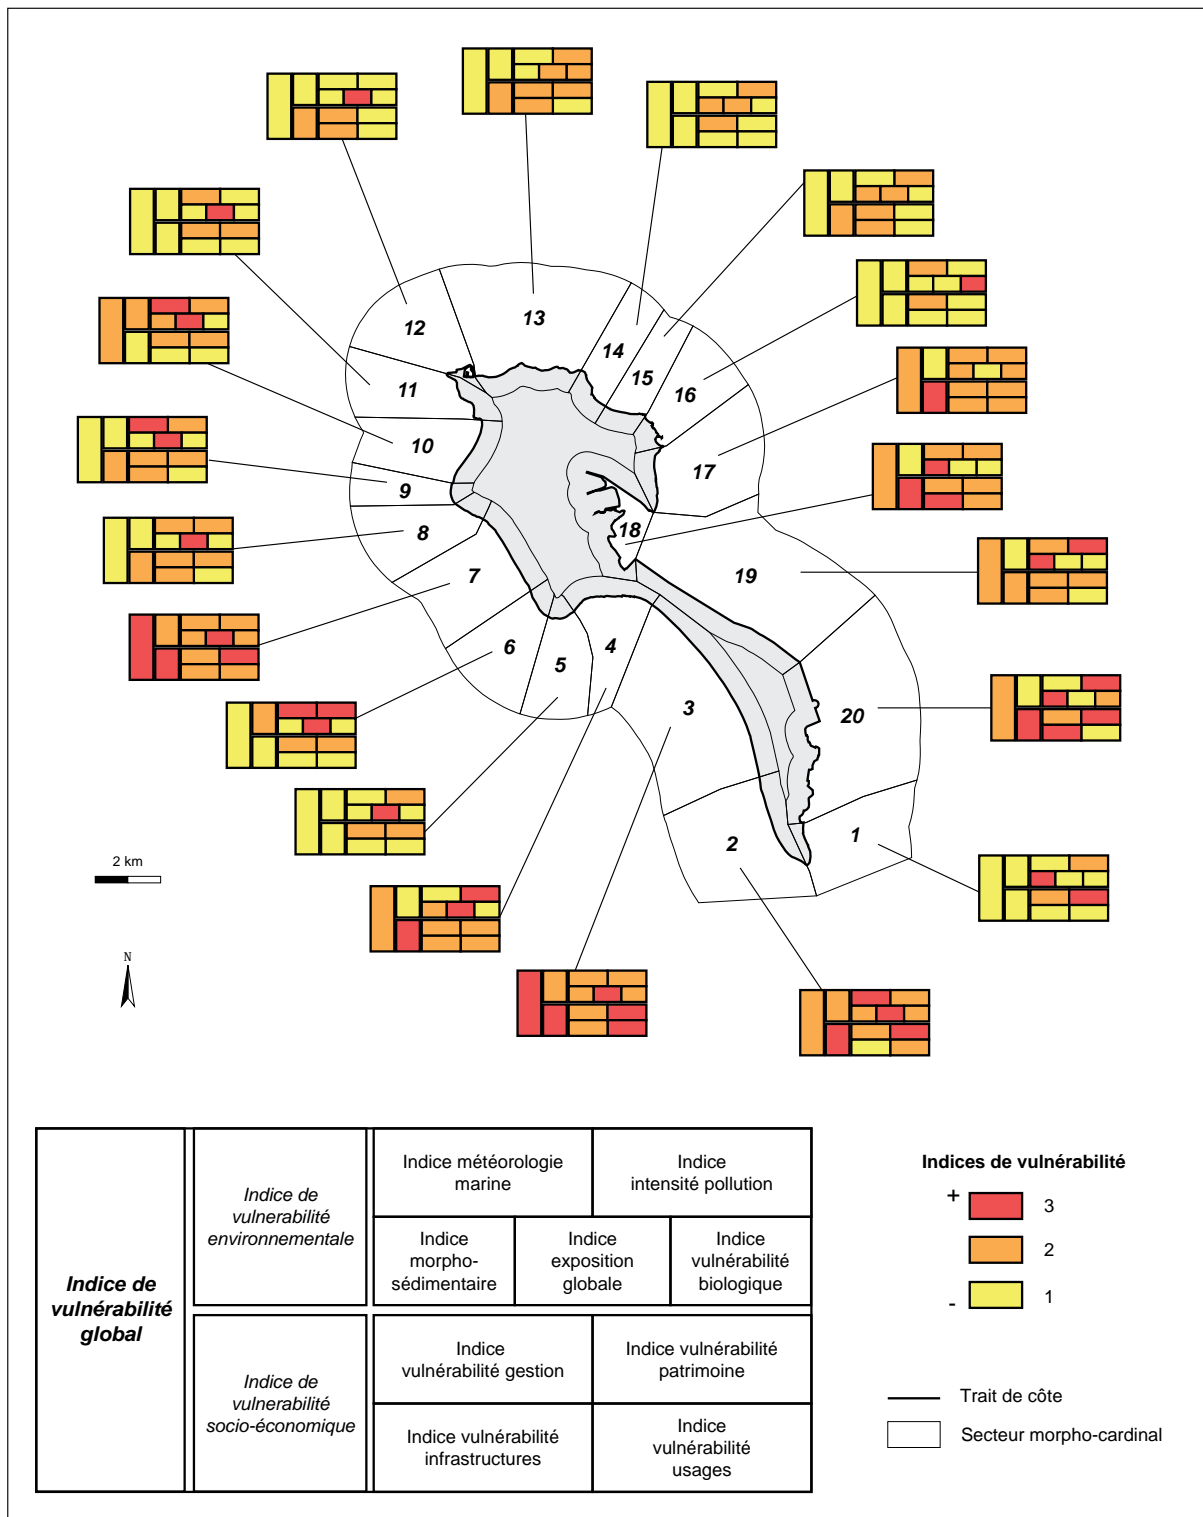 13
12
14
11
15
16
10
17
9
18
8
7
19
6
4
5
3
20
2
1
2 km
N
Indice de
vulnérabilité
global
Indice de
vulnerabilité
environnementale
Indice météorologie
marine
Indice
intensité pollution
Indice
morpho-
sédimentaire
Indice
exposition
globale
Indice
vulnérabilité
biologique
Indice de
vulnérabilité
socio-économique
Indice
vulnérabilité gestion
Indice vulnérabilité
patrimoine
Indice vulnérabilité
infrastructures
Indice
vulnérabilité
usages
Indices de vulnérabilité
+ 3
2
- 1
Trait de côte
Secteur morpho-cardinal